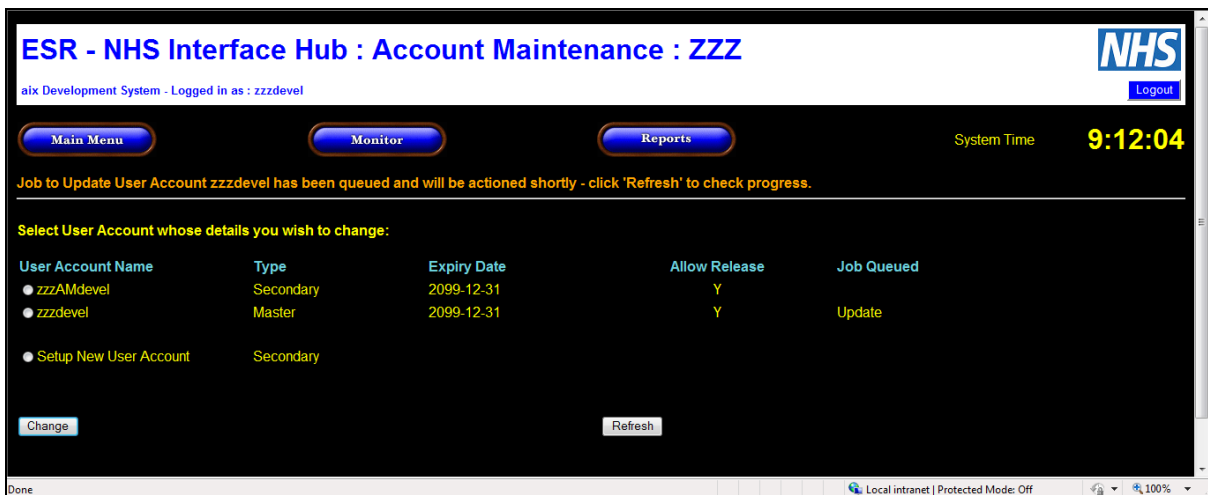 ESR - NHS Interface Hub : Account Maintenance : ZZZ
NHS
aix Development System - Logged in as : zzzdevel
Logout
Main Menu Monitor Reports System Time 9:12:04
Job to Update User Account zzzdevel has been queued and will be actioned shortly - click 'Refresh' to check progress.
Select User Account whose details you wish to change:
User Account Name Type Expiry Date Allow Release Job Queued
zzzAMdevel Secondary 2099-12-31 Y
zzzdevel Master 2099-12-31 Y Update
Setup New User Account Secondary
Change Refresh
Done Local intranet | Protected Mode: Off 100%